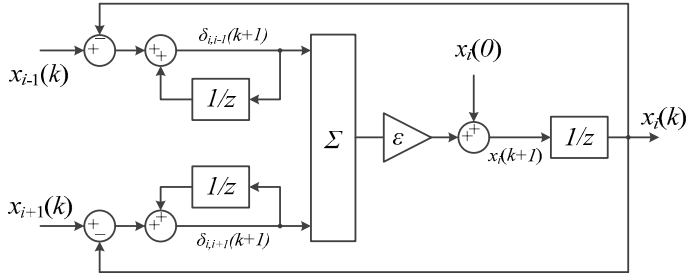 δi,i-1(k+1)
xi-1(k)
1/z
Σ
ε
xi(0)
xi(k+1)
1/z
xi(k)
1/z
xi+1(k)
δi,i+1(k+1)